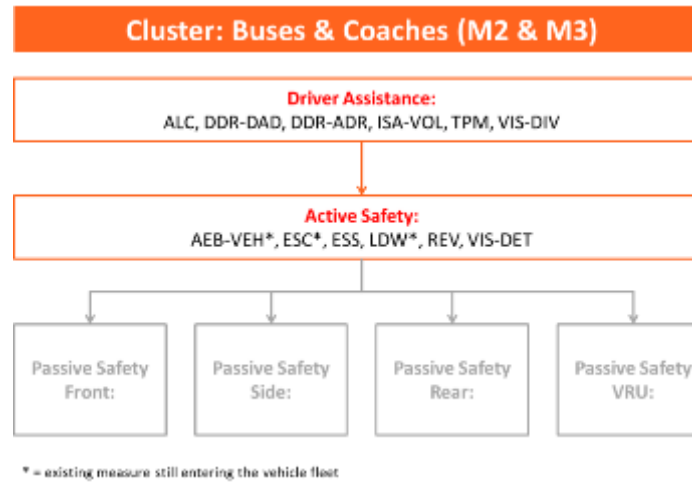 Cluster: Buses & Coaches (M2 & M3)
Driver Assistance:
ALC, DDR-DAD, DDR-ADR, ISA-VOL, TPM, VIS-DIV
Active Safety:
AEB-VEH*, ESC*, ESS, LDW*, REV, VIS-DET
Passive Safety
Front:
Passive Safety
Side:
Passive Safety
Rear:
Passive Safety
VRU:
* = existing measure still entering the vehicle fleet